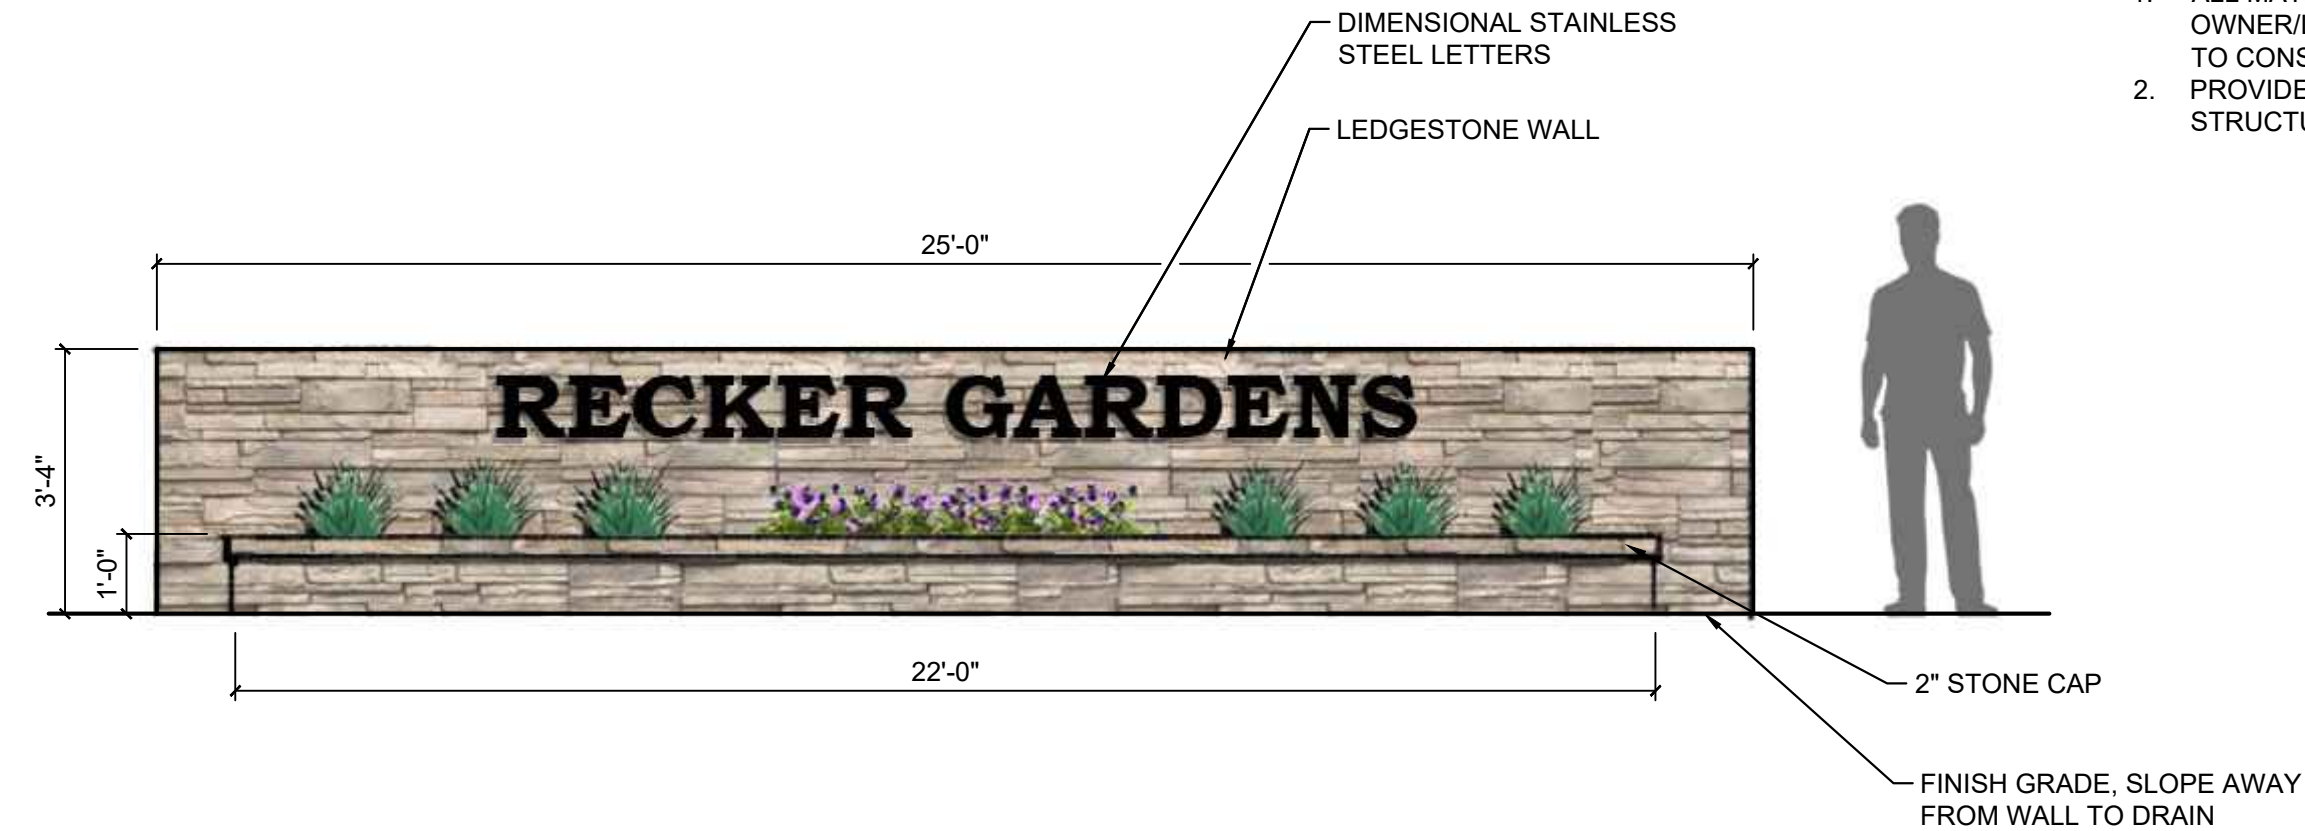 DIMENSIONAL STAINLESS
STEEL LETTERS
LEDGESTONE WALL
OWNER/
TO CONS
2. PROVIDE
STRUCTU
25'-0"
RECKER GARDENS
3'-4"
1'-0"
22'-0"
2" STONE CAP
FINISH GRADE, SLOPE AWAY
FROM WALL TO DRAIN